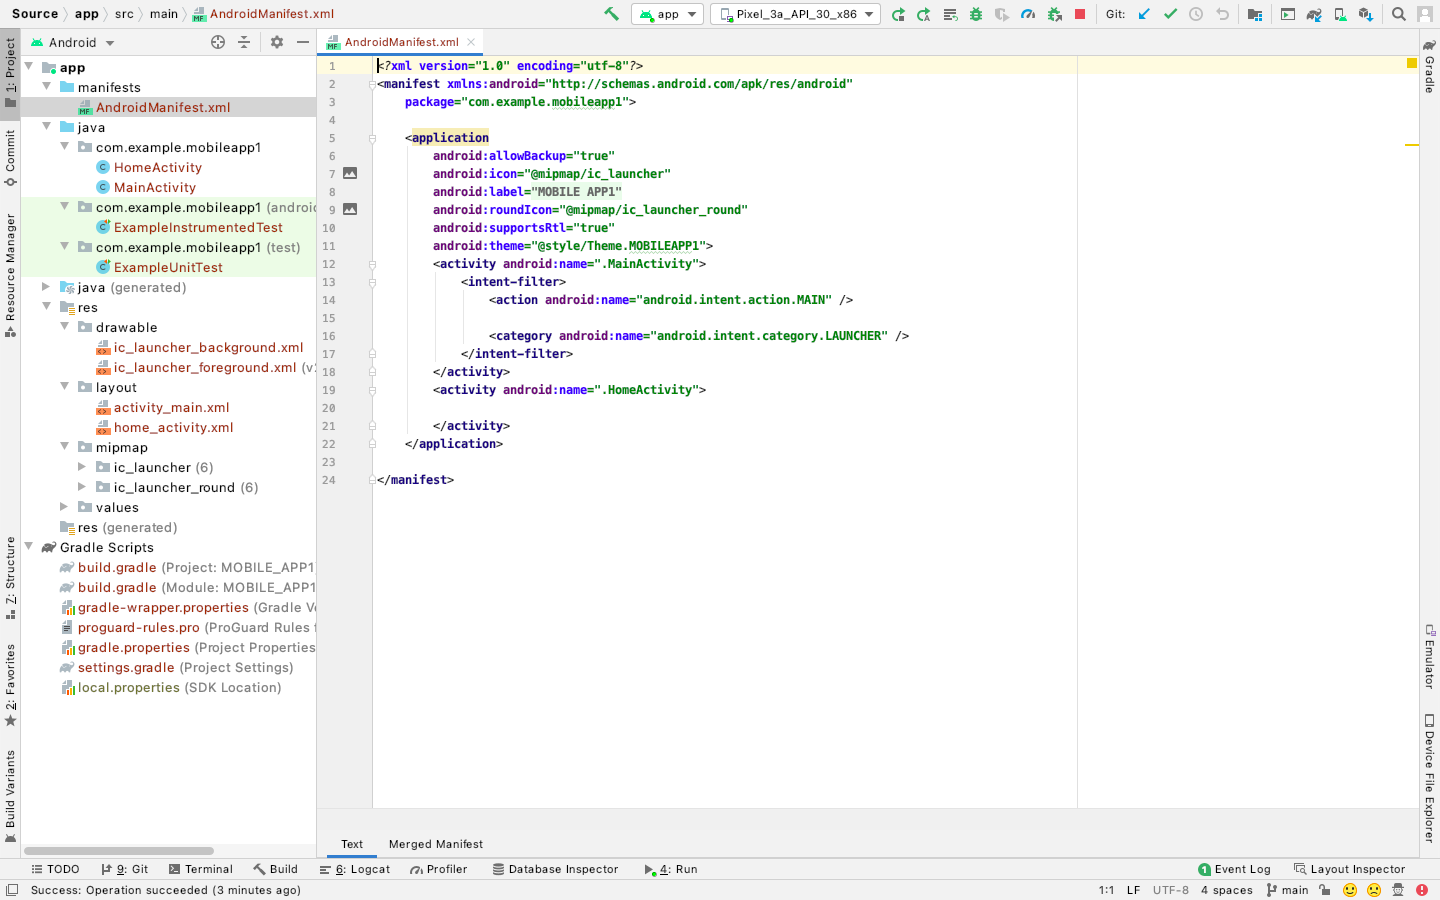 Source app src main AndroidManifest.xml app Pixel_3a_API_30_x86 Git:
Android
AndroidManifest.xml
1: Project
Commit
Resource Manager
Z: Structure
2: Favorites
Build Variants
app
manifests
AndroidManifest.xml
java
com.example.mobileapp1
HomeActivity
MainActivity
com.example.mobileapp1 (androi
ExampleInstrumentedTest
com.example.mobileapp1 (test)
ExampleUnitTest
java (generated)
res
drawable
ic_launcher_background.xml
ic_launcher_foreground.xml (v
layout
activity_main.xml
home_activity.xml
mipmap
ic_launcher (6)
ic_launcher_round (6)
values
res (generated)
Gradle Scripts
build.gradle (Project: MOBILE_APP1
build.gradle (Module: MOBILE_APP1
gradle-wrapper.properties (Gradle Ve
proguard-rules.pro (ProGuard Rules f
gradle.properties (Project Properties
settings.gradle (Project Settings)
local.properties (SDK Location)
1 <?xml version="1.0" encoding="utf-8"?>
2 <manifest xmlns:android="http://schemas.android.com/apk/res/android"
3 package="com.example.mobileapp1">
4
5 <application
6 android:allowBackup="true"
7 android:icon="@mipmap/ic_launcher"
8 android:label="MOBILE APP1"
9 android:roundIcon="@mipmap/ic_launcher_round"
10 android:supportsRtl="true"
11 android:theme="@style/Theme.MOBILEAPP1">
12 <activity android:name=".MainActivity">
13 <intent-filter>
14 <action android:name="android.intent.action.MAIN" />
15
16 <category android:name="android.intent.category.LAUNCHER" />
17 </intent-filter>
18 </activity>
19 <activity android:name=".HomeActivity">
20
21 </activity>
22 </application>
23
24 </manifest>
Gradle
Emulator
Device File Explorer
Text Merged Manifest
TODO 9: Git Terminal Build 6: Logcat Profiler Database Inspector 4: Run 1 Event Log Layout Inspector
Success: Operation succeeded (3 minutes ago) 1:1 LF UTF-8 4 spaces main